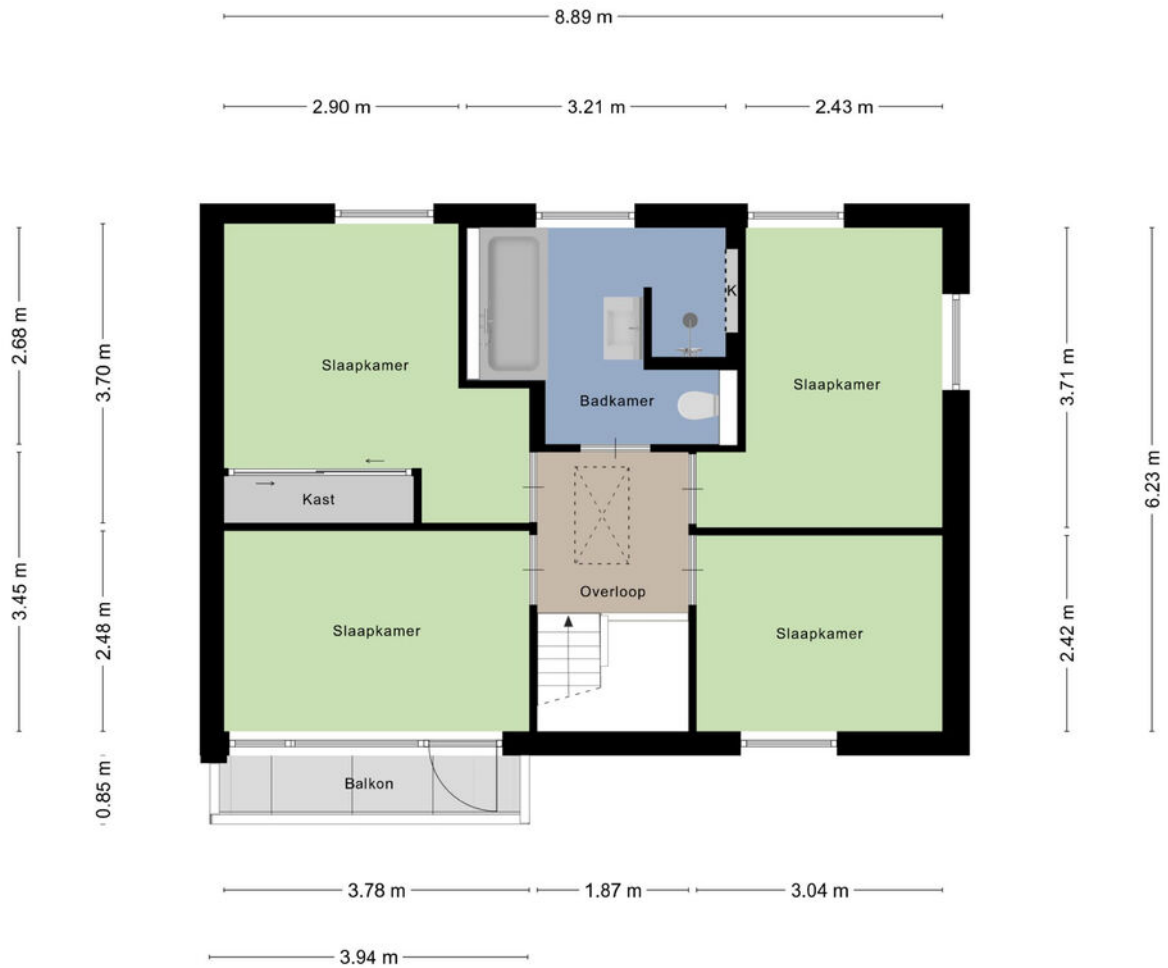 8.89 m
2.90 m
3.21 m
2.43 m
2.68 m
3.45 m
3.70 m
2.48 m
0.85 m
K
Slaapkamer
Badkamer
Slaapkamer
Kast
Overloop
Slaapkamer
Slaapkamer
Balkon
3.71 m
2.42 m
6.23 m
3.78 m
1.87 m
3.04 m
3.94 m